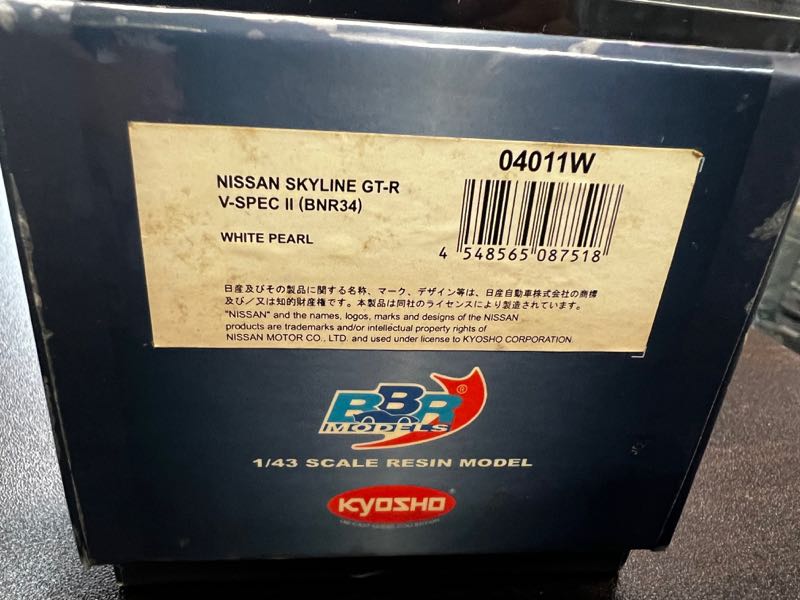 04011W
NISSAN SKYLINE GT-R
V-SPEC II (BNR34)
WHITE PEARL
4 548565 087518
日産及びその製品に関する名称、マーク、デザイン等は、日産自動車株式会社の商標
及び／又は知的財産権です。本製品は同社のライセンスにより製造されています。
"NISSAN" and the names, logos, marks and designs of the NISSAN
products are trademarks and/or intellectual property rights of
NISSAN MOTOR CO., LTD. and used under license to KYOSHO CORPORATION.
BBR®
MODELS
1/43 SCALE RESIN MODEL
KYOSHO
DIE-CAST MODEL COLLECTION